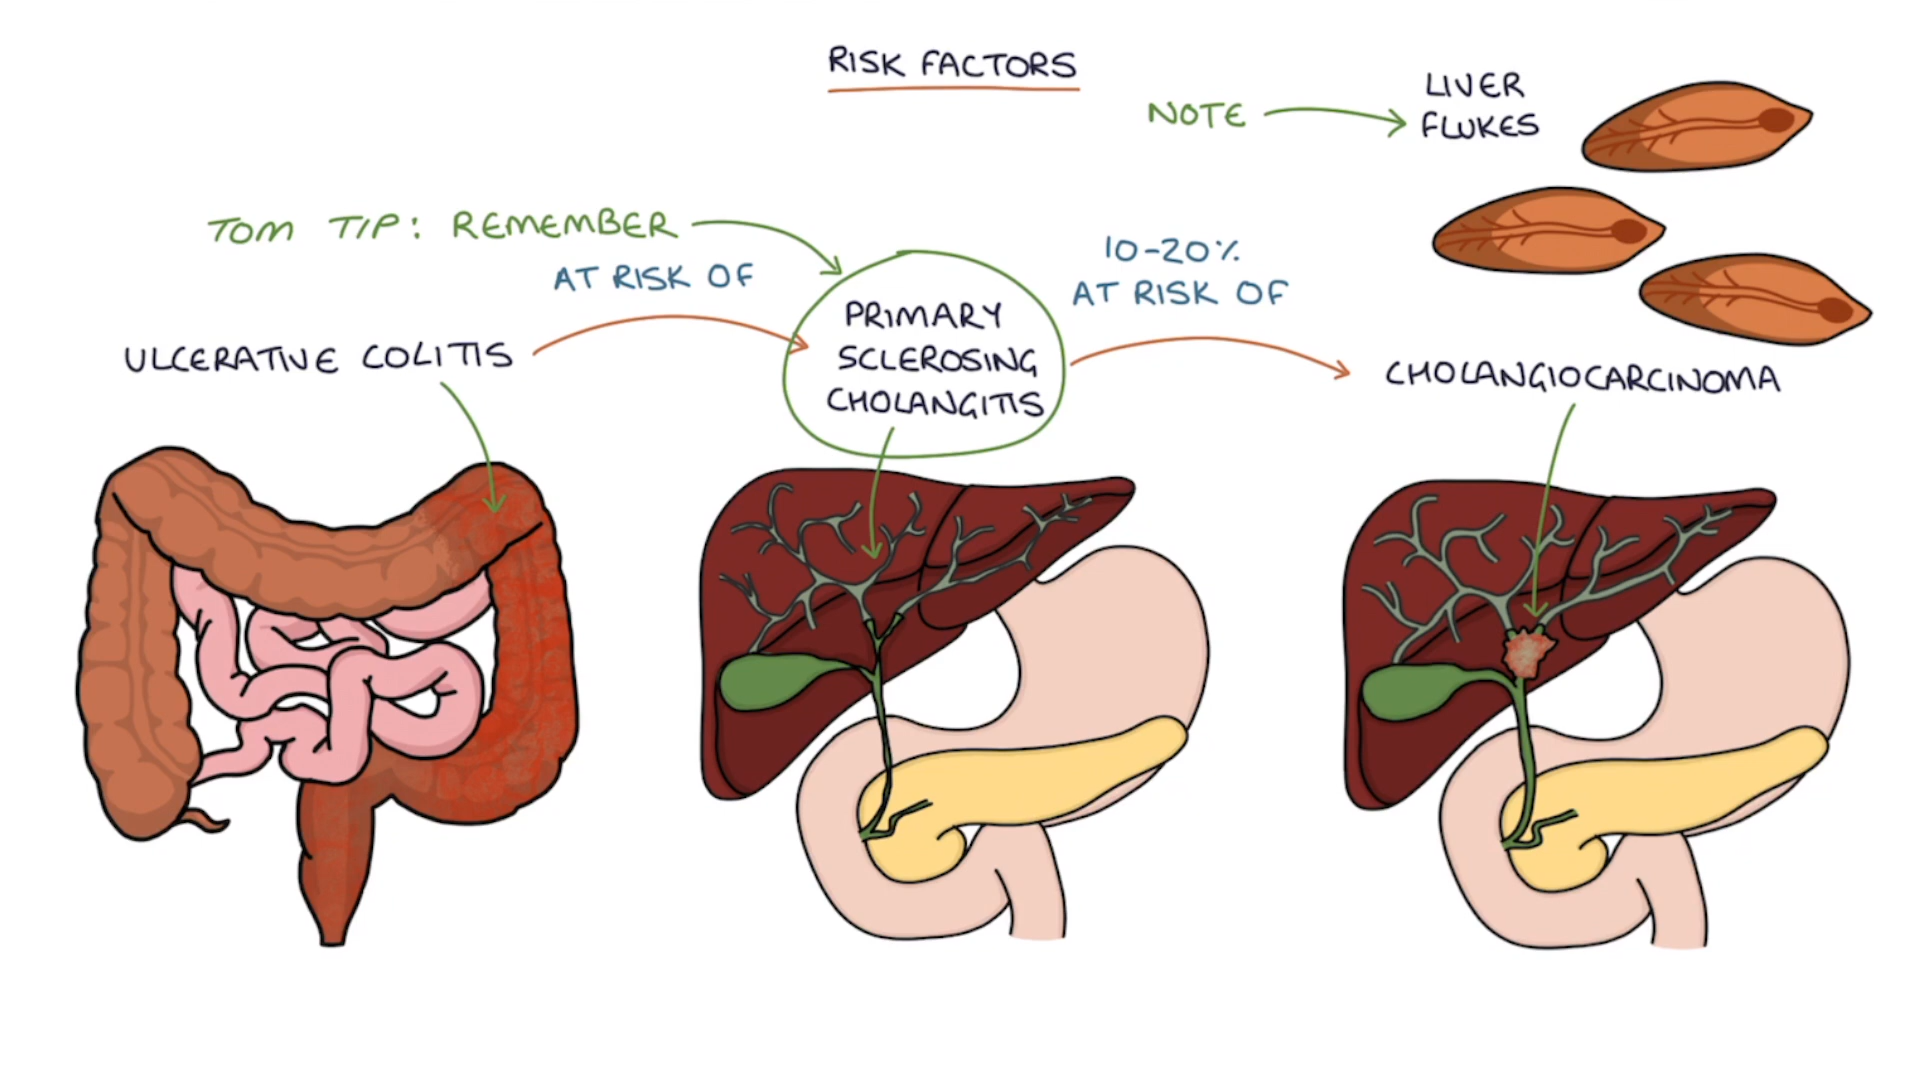 RISK FACTORS
NOTE
LIVER
FLUKES
TOM TIP: REMEMBER
AT RISK OF
10-20%
AT RISK OF
ULCERATIVE COLITIS
PRIMARY
SCLEROSING
CHOLANGITIS
CHOLANGIOCARCINOMA